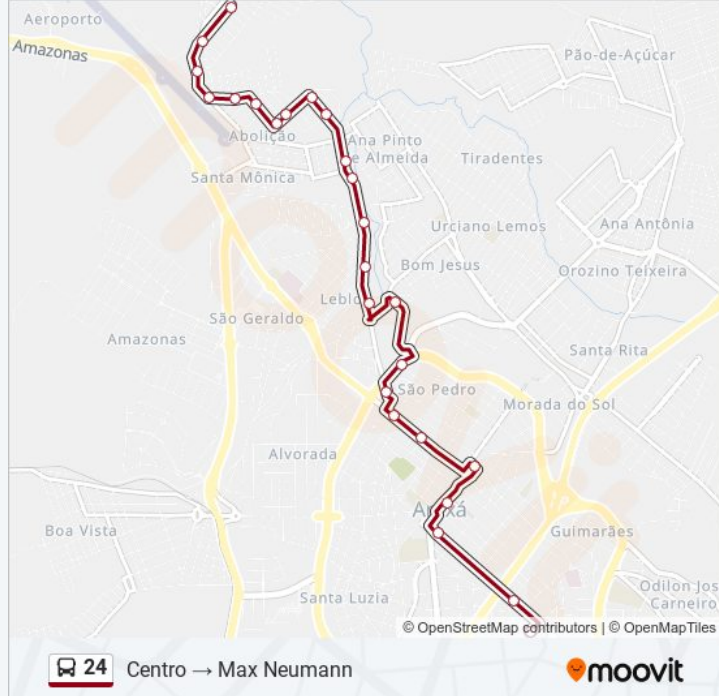 Aeroporto
Amazonas
Pão-de-Açúcar
Abolição
Ana Pinto
e Almeida
Tiradentes
Santa Mônica
Urciano Lemos
Ana Antônia
Bom Jesus
Orozino Teixeira
Leblo
São Geraldo
Amazonas
Santa Rita
São Pedro
Morada do Sol
Alvorada
Araxá
Boa Vista
Guimarães
Odilon Jos
Carneiro
Santa Luzia
© OpenStreetMap contributors | © OpenMapTiles
24 Centro → Max Neumann
moovit